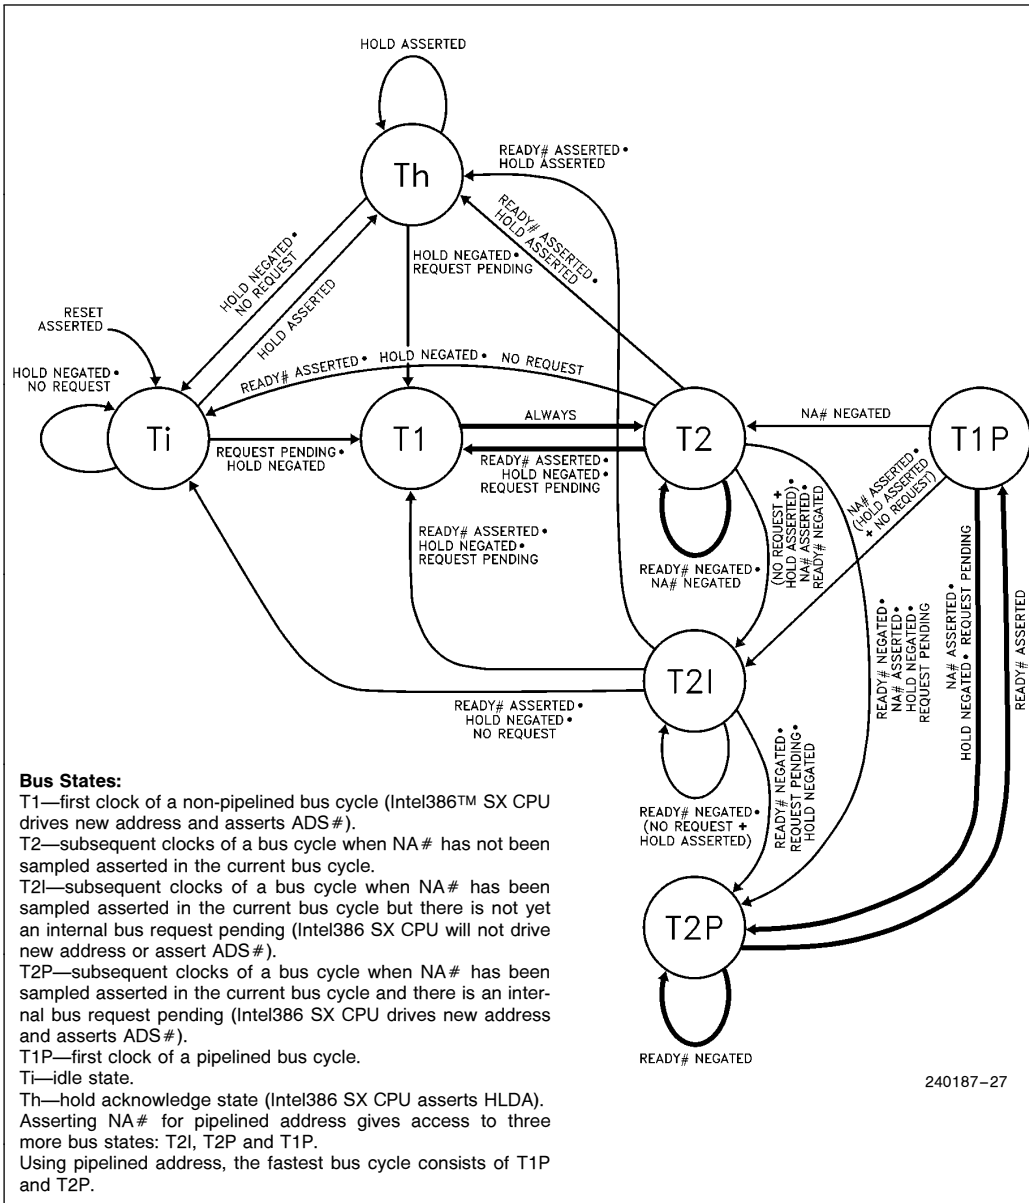 HOLD ASSERTED
Th
READY# ASSERTED•
HOLD ASSERTED
READY# ASSERTED•
HOLD ASSERTED
HOLD NEGATED•
NO REQUEST
HOLD ASSERTED
HOLD NEGATED•
REQUEST PENDING
RESET
ASSERTED
HOLD NEGATED•
NO REQUEST
READY# ASSERTED• HOLD NEGATED• NO REQUEST
Ti
REQUEST PENDING•
HOLD NEGATED
T1
ALWAYS
READY# ASSERTED•
HOLD NEGATED•
REQUEST PENDING
T2
NA# NEGATED
T1P
READY# ASSERTED•
HOLD NEGATED•
REQUEST PENDING
READY# NEGATED•
NA# NEGATED
(NO REQUEST +
HOLD ASSERTED)•
NA# ASSERTED•
READY# NEGATED
NA# ASSERTED•
(HOLD ASSERTED
+ NO REQUEST)
READY# NEGATED•
NA# ASSERTED•
HOLD NEGATED•
REQUEST PENDING
NA# ASSERTED•
HOLD NEGATED• REQUEST PENDING
READY# ASSERTED
T2I
READY# ASSERTED•
HOLD NEGATED•
NO REQUEST
READY# NEGATED•
(NO REQUEST +
HOLD ASSERTED)
READY# NEGATED•
REQUEST PENDING•
HOLD NEGATED
T2P
READY# NEGATED
Bus States:
T1—first clock of a non-pipelined bus cycle (Intel386™ SX CPU
drives new address and asserts ADS#).
T2—subsequent clocks of a bus cycle when NA# has not been
sampled asserted in the current bus cycle.
T2I—subsequent clocks of a bus cycle when NA# has been
sampled asserted in the current bus cycle but there is not yet
an internal bus request pending (Intel386 SX CPU will not drive
new address or assert ADS#).
T2P—subsequent clocks of a bus cycle when NA# has been
sampled asserted in the current bus cycle and there is an inter-
nal bus request pending (Intel386 SX CPU drives new address
and asserts ADS#).
T1P—first clock of a pipelined bus cycle.
Ti—idle state.
Th—hold acknowledge state (Intel386 SX CPU asserts HLDA).
Asserting NA# for pipelined address gives access to three
more bus states: T2I, T2P and T1P.
Using pipelined address, the fastest bus cycle consists of T1P
and T2P.
240187–27